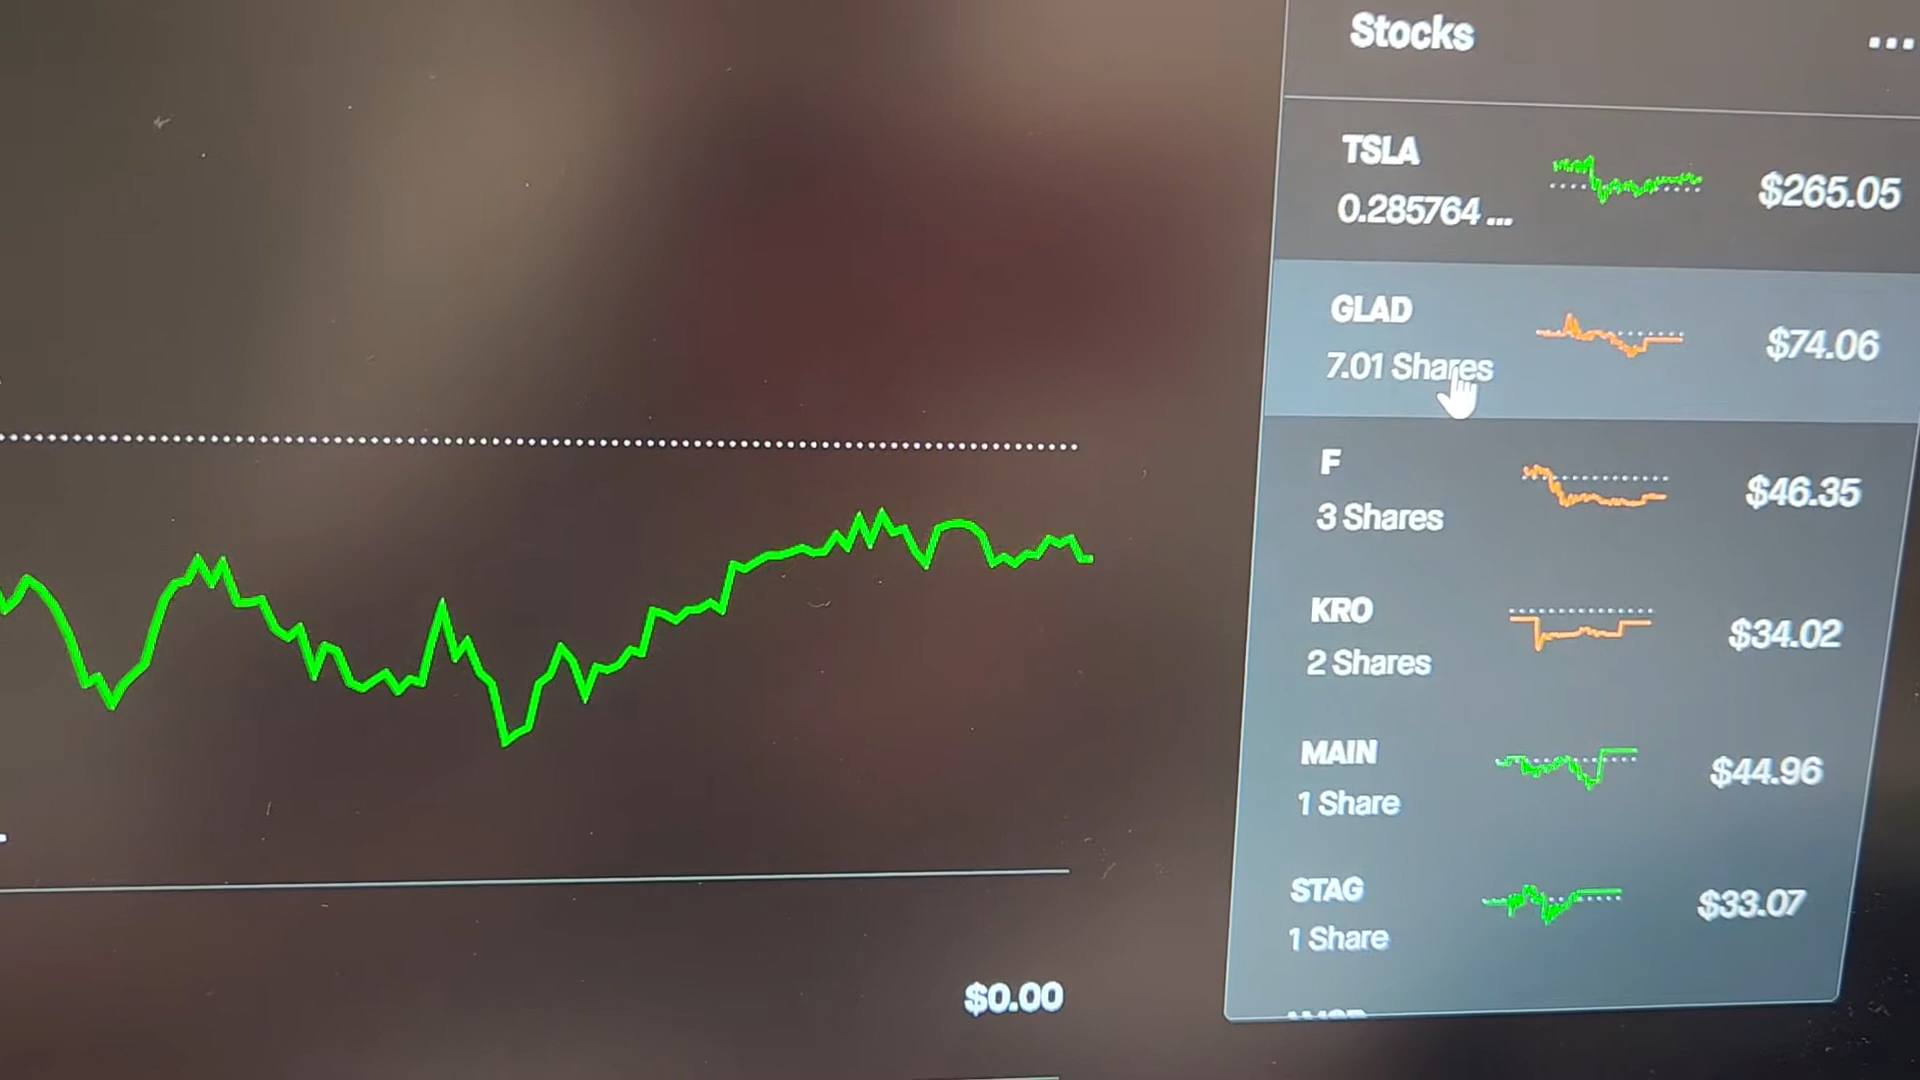 Stocks
...
TSLA
0.285764 ...
$265.05
GLAD
7.01 Shares
$74.06
F
3 Shares
$46.35
KRO
2 Shares
$34.02
MAIN
1 Share
$44.96
STAG
1 Share
$33.07
$0.00